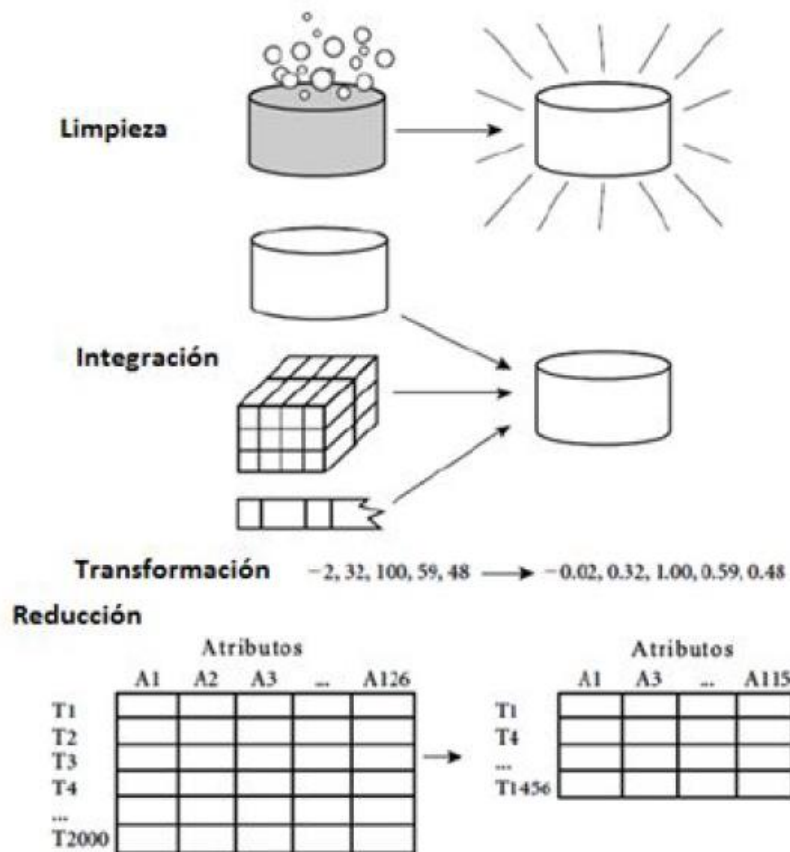 Limpieza
Integración
Transformación −2, 32, 100, 59, 48 −0.02, 0.32, 1.00, 0.59, 0.48
Reducción
Atributos
A1 A2 A3 ... A126
T1
T2
T3
T4
...
T2000
Atributos
A1 A3 ... A115
T1
T4
...
T1456